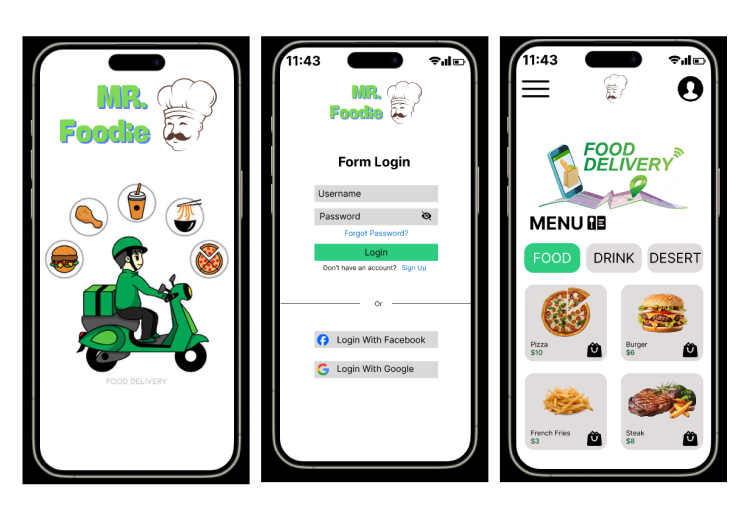 MR.
Foodie
FOOD DELIVERY
11:43
MR.
Foodie
Form Login
Username
Password
Forgot Password?
Login
Don't have an account? Sign Up
Or
Login With Facebook
Login With Google
11:43
FOOD
DELIVERY
MENU
FOOD DRINK DESERT
Pizza
$10
Burger
$6
French Fries
$3
Steak
$8